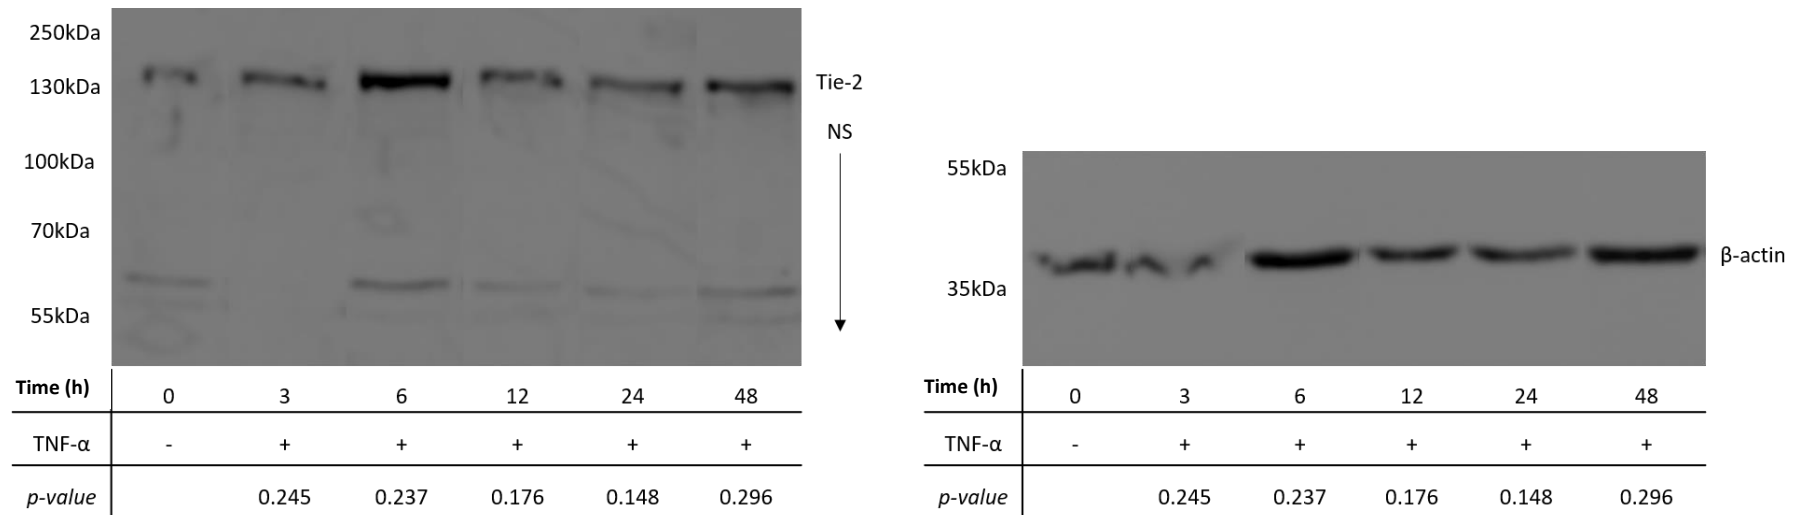 250kDa
130kDa
100kDa
70kDa
55kDa
Tie-2
NS
Time (h) 0 3 6 12 24 48
TNF-α - + + + + +
p-value 0.245 0.237 0.176 0.148 0.296
55kDa
35kDa
β-actin
Time (h) 0 3 6 12 24 48
TNF-α - + + + + +
p-value 0.245 0.237 0.176 0.148 0.296